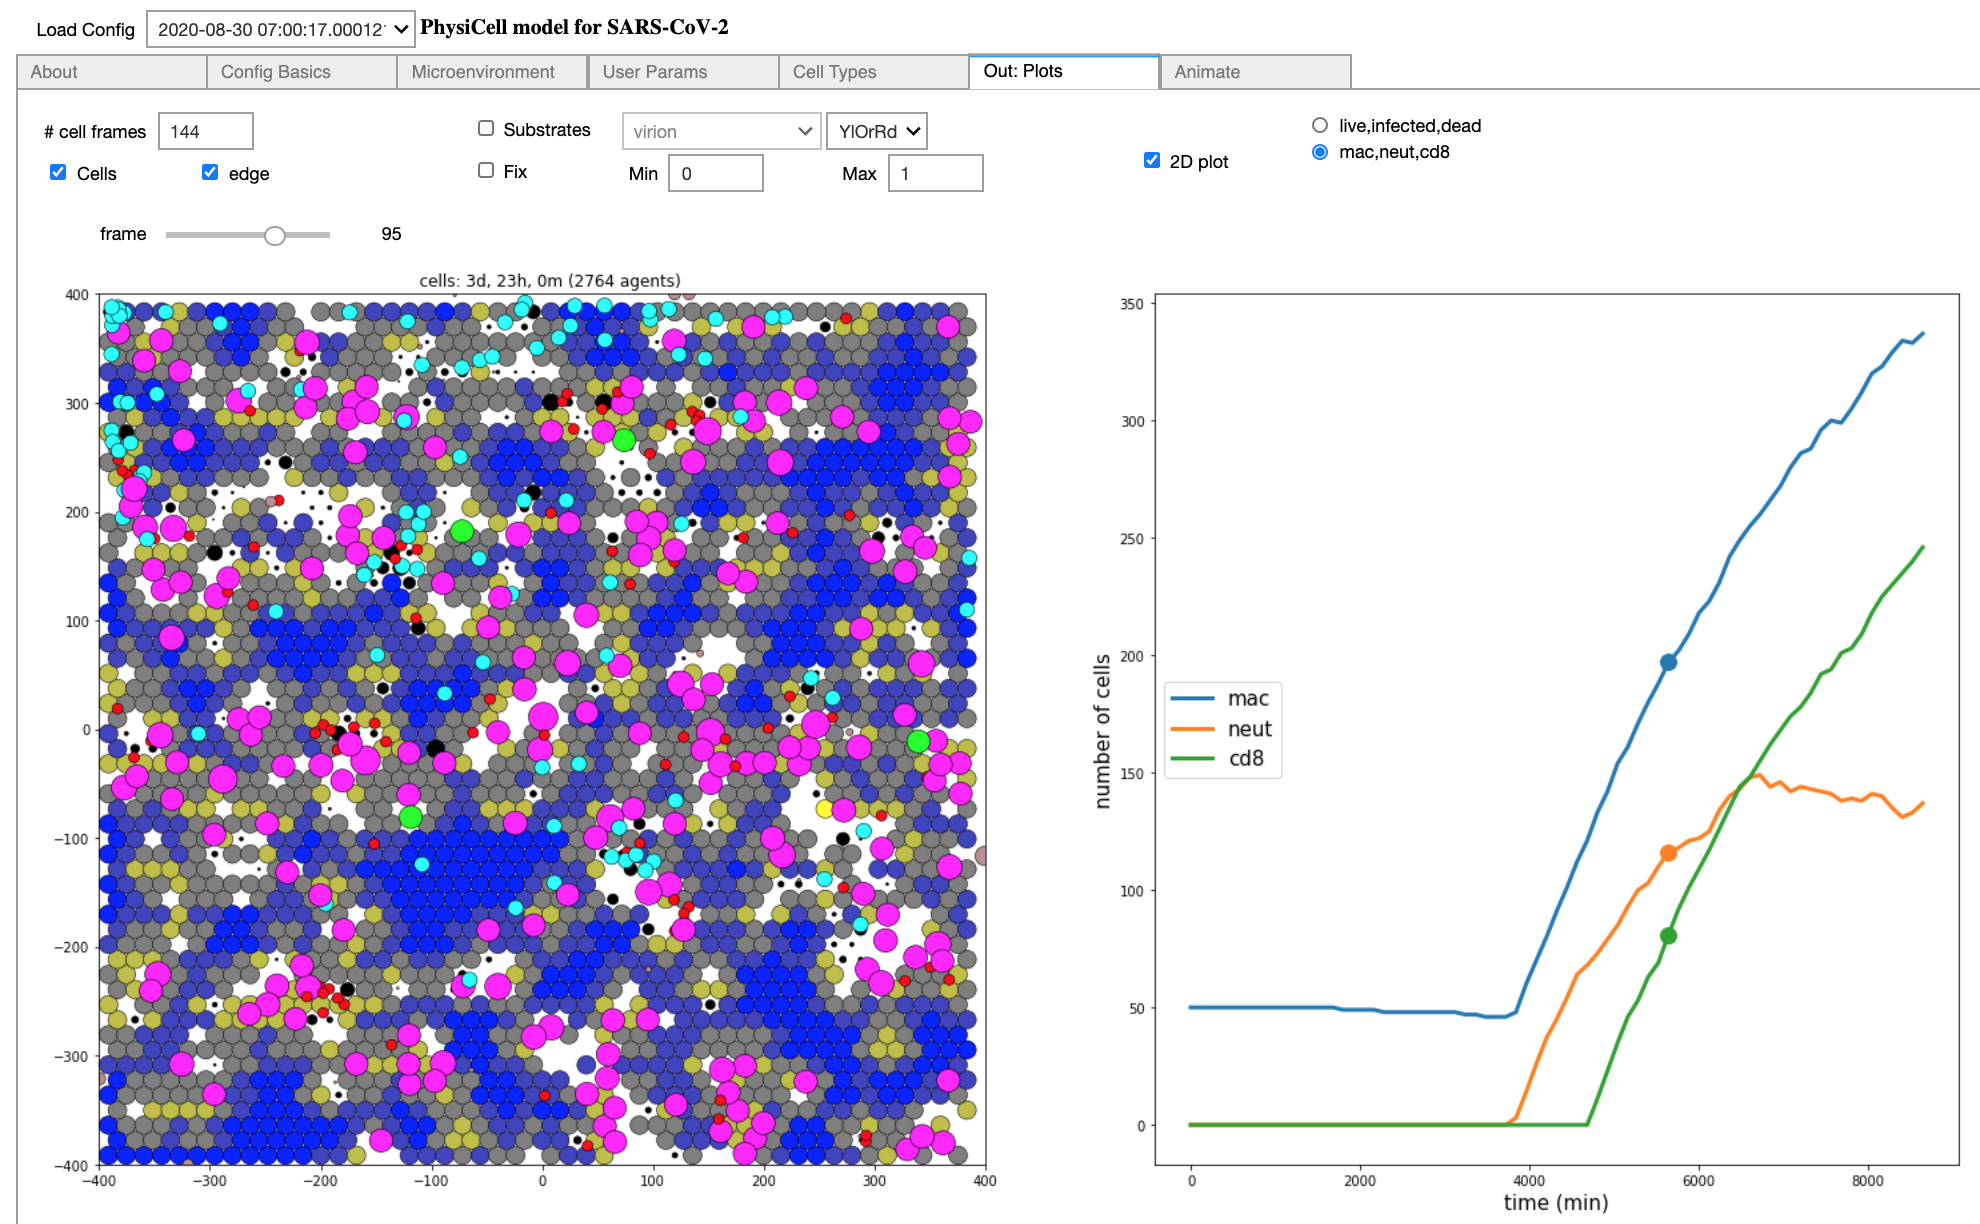 Load Config 2020-08-30 07:00:17.00012 PhysiCell model for SARS-CoV-2
About Config Basics Microenvironment User Params Cell Types Out: Plots Animate
# cell frames 144 Substrates virion YlOrRd live,infected,dead
Cells edge Fix Min 0 Max 1 2D plot mac,neut,cd8
frame 95
cells: 3d, 23h, 0m (2764 agents)
400
300
200
100
0
−100
−200
−300
−400
−400 −300 −200 −100 0 100 200 300 400
350
300
250
200
150
100
50
0
number of cells
mac
neut
cd8
0 2000 4000 6000 8000
time (min)